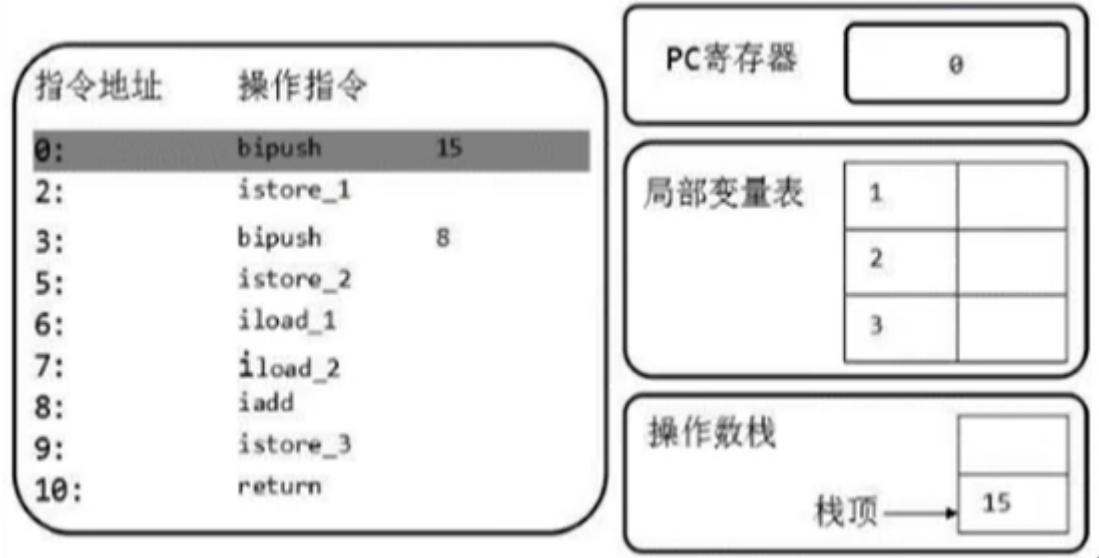 指令地址 操作指令
0: bipush 15
2: istore_1
3: bipush 8
5: istore_2
6: iload_1
7: iload_2
8: iadd
9: istore_3
10: return
PC寄存器 0
局部变量表 1
2
3
操作数栈
栈顶 15